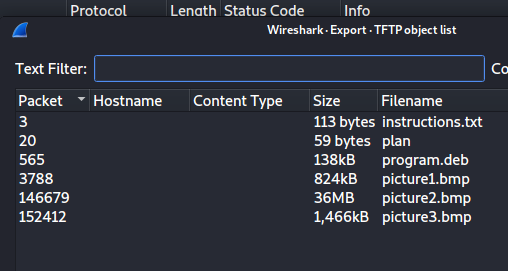 Protocol Length Status Code Info
Wireshark · Export · TFTP object list
Text Filter: Co
Packet Hostname Content Type Size Filename
3 113 bytes instructions.txt
20 59 bytes plan
565 138kB program.deb
3788 824kB picture1.bmp
146679 36MB picture2.bmp
152412 1,466kB picture3.bmp